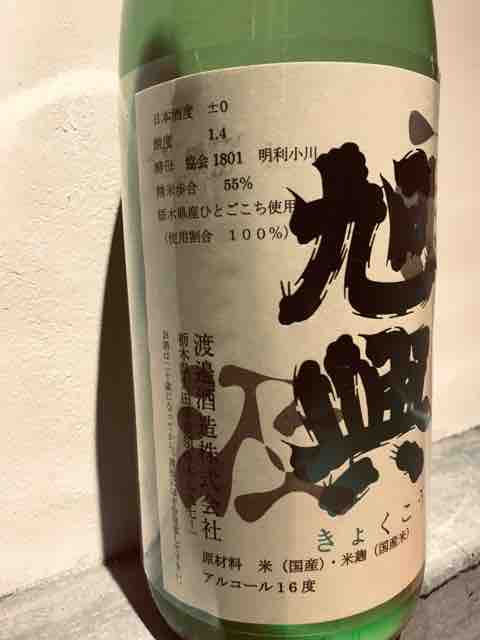 日本酒度 ±0
酸度 1.4
酵母 協会1801 明利小川
精米歩合 55%
栃木県産ひとごこち使用
(使用割合 100%)
旭興
きょくこう
渡邉酒造株式会社
原材料 米(国産)・米麹(国産米)
アルコール16度